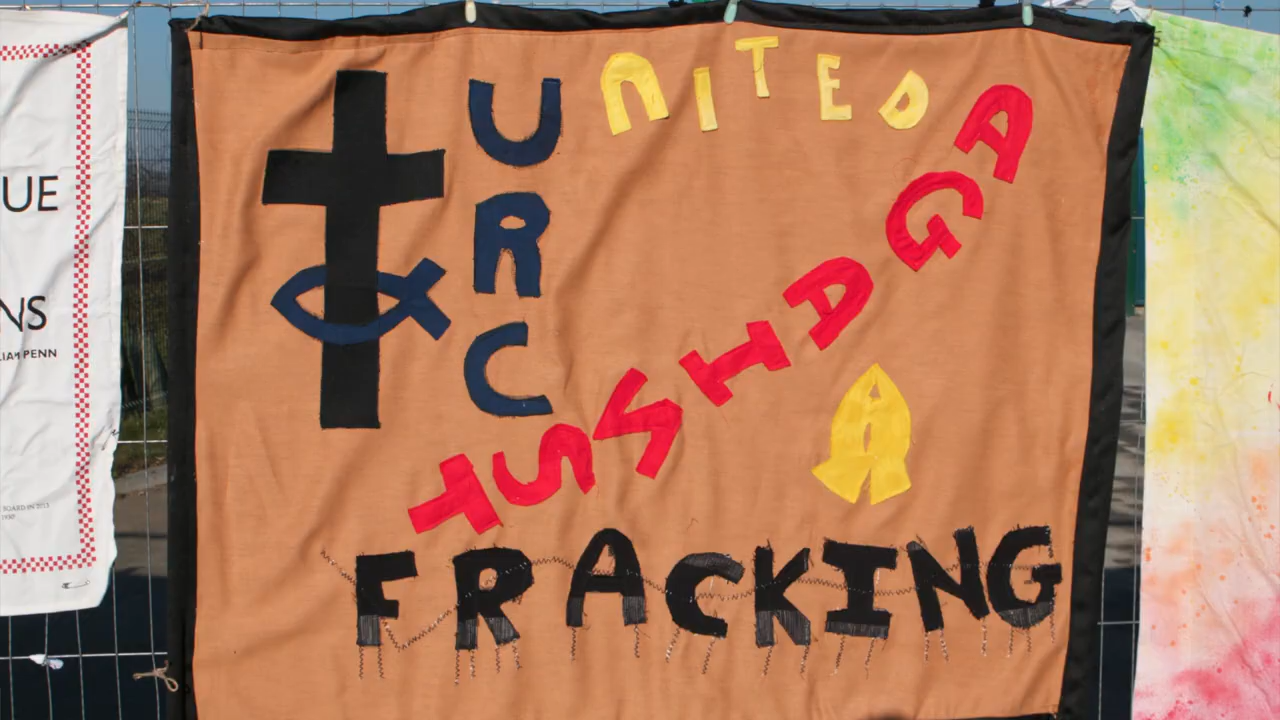 UE
NS
LIAM PENN
URC
UNITED
AGAINST
FRACKING